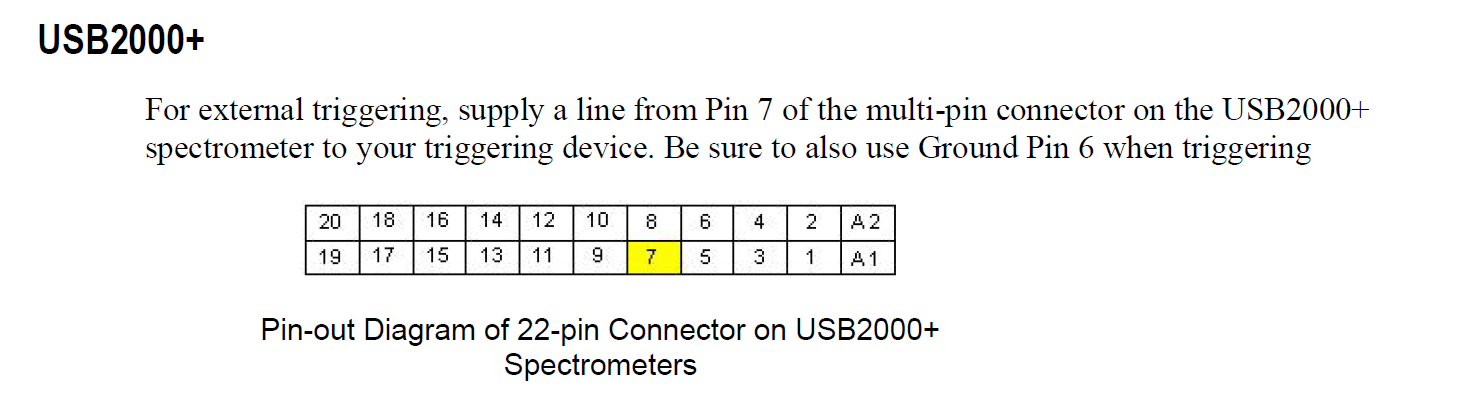 USB2000+
For external triggering, supply a line from Pin 7 of the multi-pin connector on the USB2000+
spectrometer to your triggering device. Be sure to also use Ground Pin 6 when triggering
20 18 16 14 12 10 8 6 4 2 A2
19 17 15 13 11 9 7 5 3 1 A1
Pin-out Diagram of 22-pin Connector on USB2000+
Spectrometers